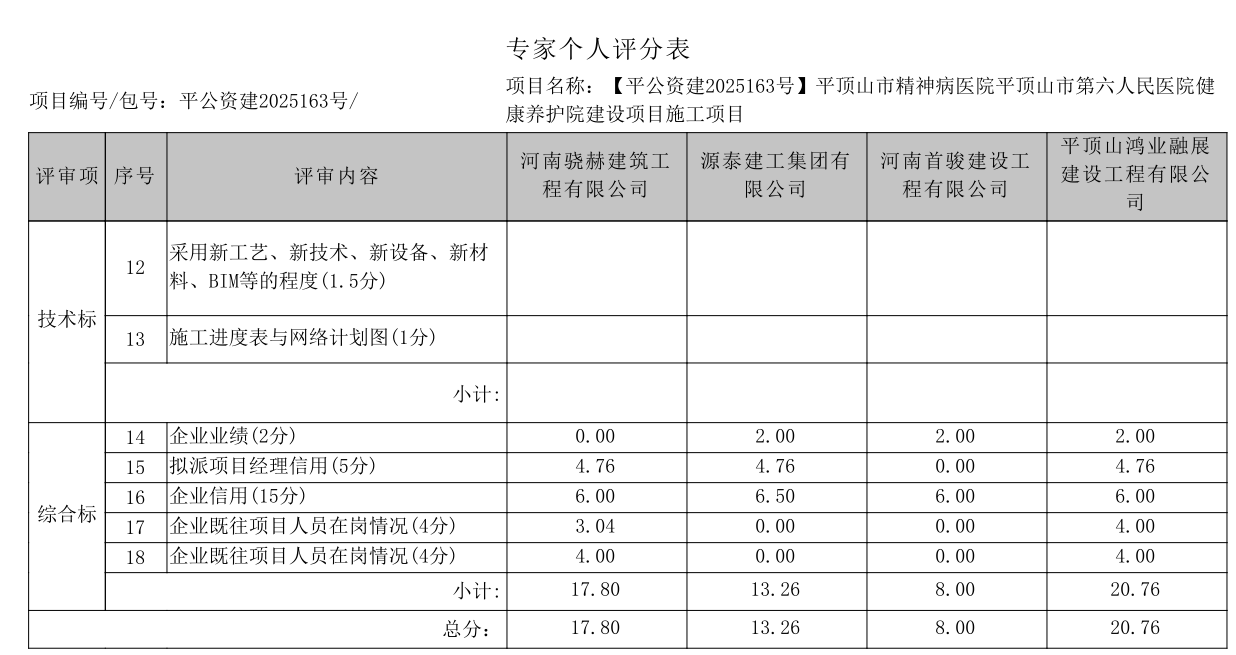 专家个人评分表
项目编号/包号：平公资建2025163号/
项目名称：【平公资建2025163号】平顶山市精神病医院平顶山市第六人民医院健
康养护院建设项目施工项目
评审项 序号 评审内容 河南骁赫建筑工程有限公司 源泰建工集团有限公司 河南首骏建设工程有限公司 平顶山鸿业融展建设工程有限公司
技术标
12 采用新工艺、新技术、新设备、新材
料、BIM等的程度(1.5分)
13 施工进度表与网络计划图(1分)
小计:
综合标
14 企业业绩(2分) 0.00 2.00 2.00 2.00
15 拟派项目经理信用(5分) 4.76 4.76 0.00 4.76
16 企业信用(15分) 6.00 6.50 6.00 6.00
17 企业既往项目人员在岗情况(4分) 3.04 0.00 0.00 4.00
18 企业既往项目人员在岗情况(4分) 4.00 0.00 0.00 4.00
小计: 17.80 13.26 8.00 20.76
总分: 17.80 13.26 8.00 20.76